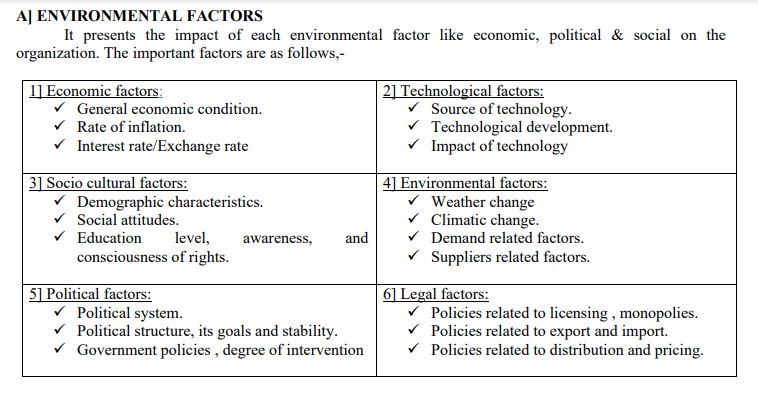 A] ENVIRONMENTAL FACTORS
It presents the impact of each environmental factor like economic, political & social on the
organization. The important factors are as follows,-
1] Economic factors:
✓ General economic condition.
✓ Rate of inflation.
✓ Interest rate/Exchange rate
2] Technological factors:
✓ Source of technology.
✓ Technological development.
✓ Impact of technology
3] Socio cultural factors:
✓ Demographic characteristics.
✓ Social attitudes.
✓ Education level, awareness, and
consciousness of rights.
4] Environmental factors:
✓ Weather change
✓ Climatic change.
✓ Demand related factors.
✓ Suppliers related factors.
5] Political factors:
✓ Political system.
✓ Political structure, its goals and stability.
✓ Government policies , degree of intervention
6] Legal factors:
✓ Policies related to licensing , monopolies.
✓ Policies related to export and import.
✓ Policies related to distribution and pricing.